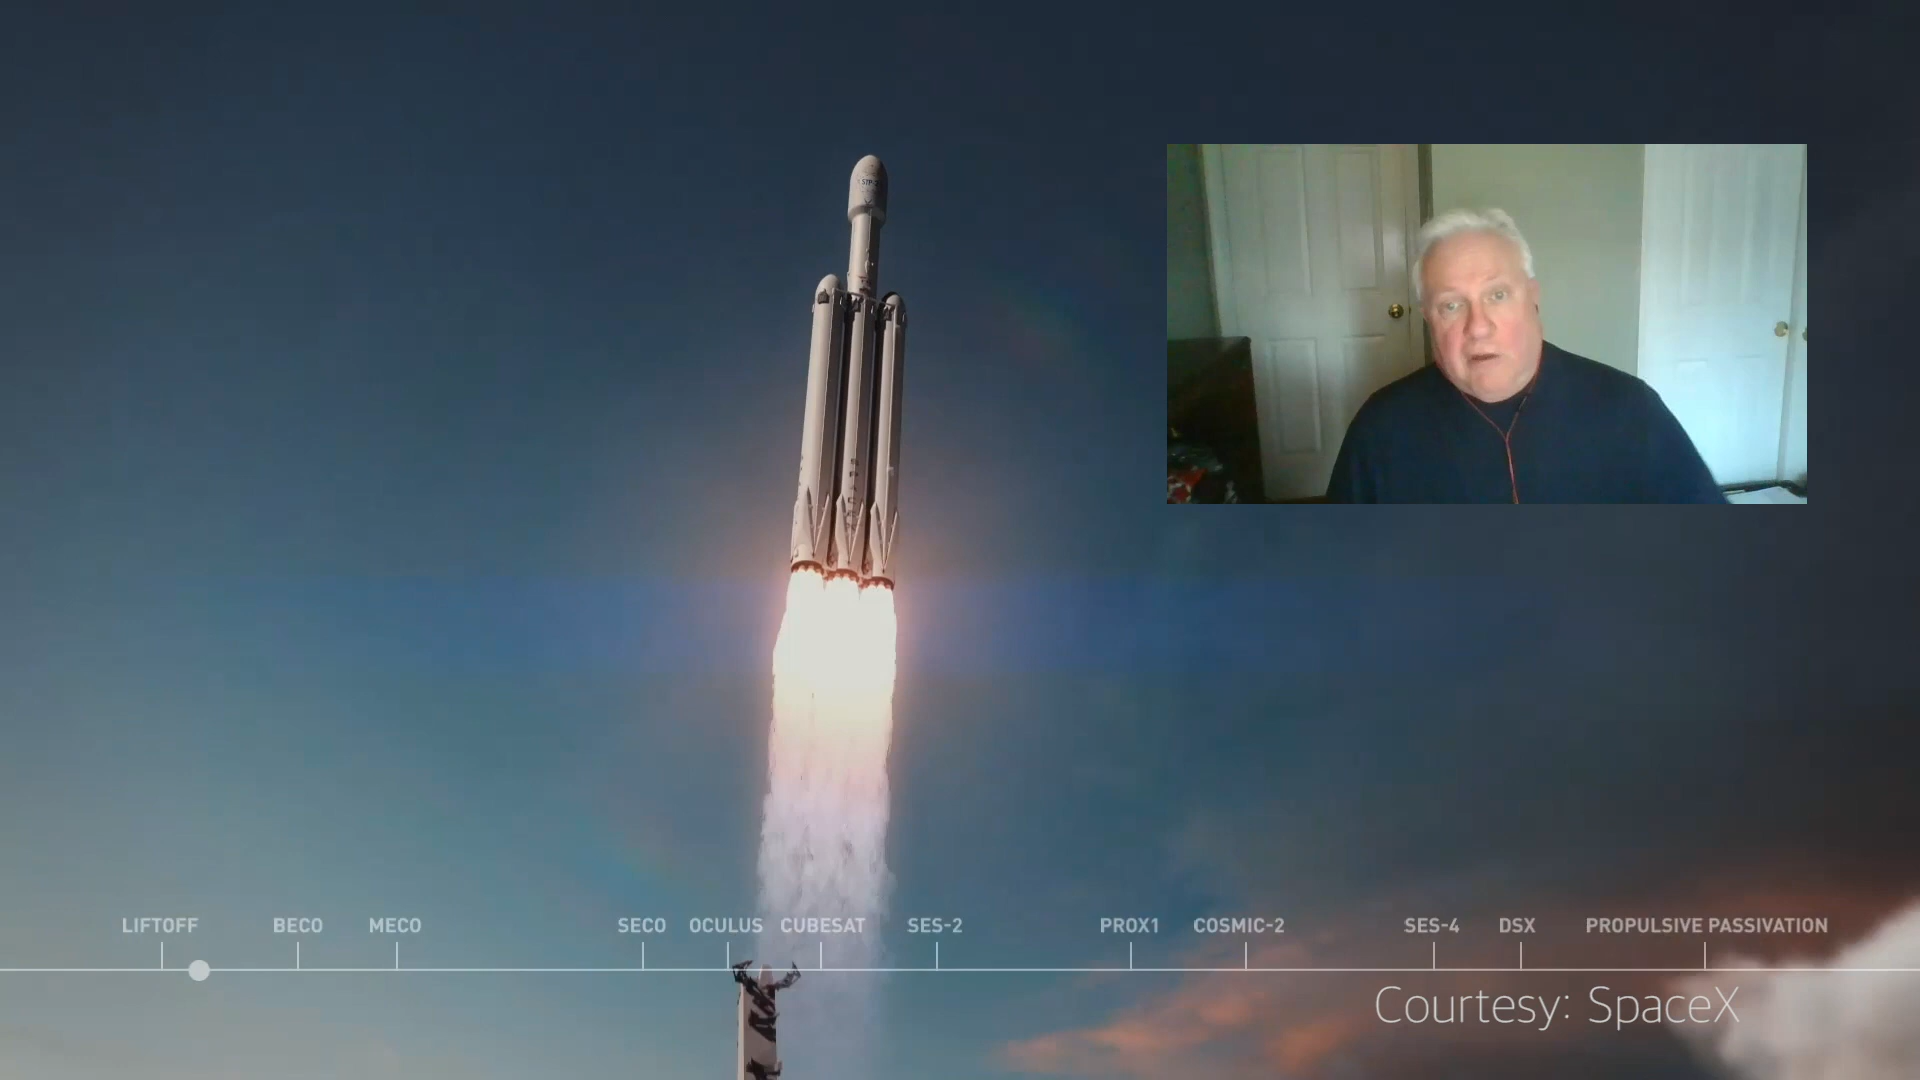 LIFTOFF BECO MECO SECO OCULUS CUBESAT SES-2 PROX1 COSMIC-2 SES-4 DSX PROPULSIVE PASSIVATION
Courtesy: SpaceX